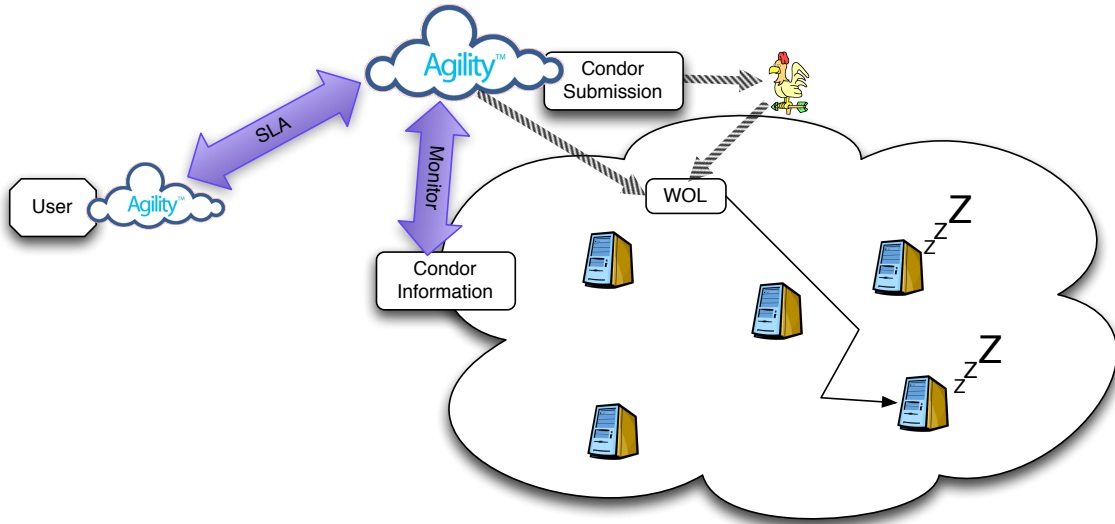 Agility™
Condor
Submission
SLA
Monitor
User
Agility™
WOL
Condor
Information
z z Z Z
z z Z Z